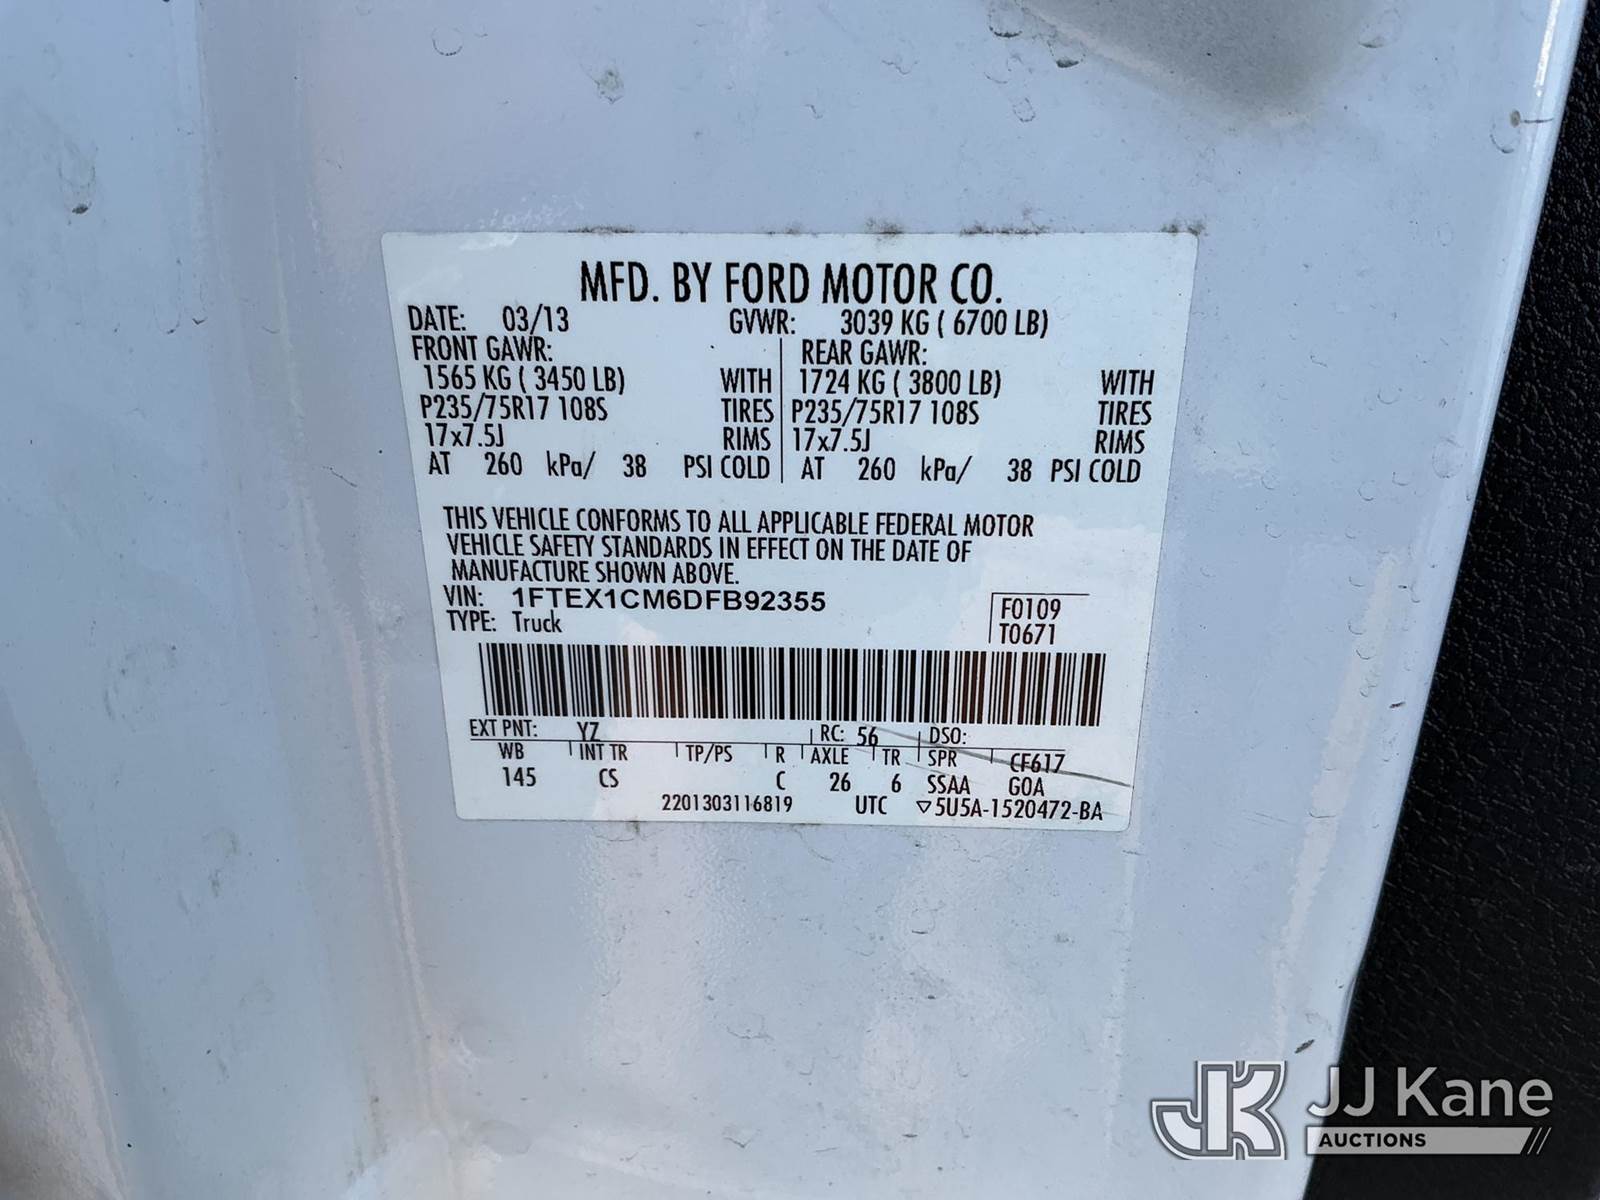 MFD. BY FORD MOTOR CO.
DATE: 03/13 GVWR: 3039 KG ( 6700 LB)
FRONT GAWR: REAR GAWR:
1565 KG ( 3450 LB) WITH 1724 KG ( 3800 LB) WITH
P235/75R17 108S TIRES P235/75R17 108S TIRES
17x7.5J RIMS 17x7.5J RIMS
AT 260 kPa/ 38 PSI COLD AT 260 kPa/ 38 PSI COLD
THIS VEHICLE CONFORMS TO ALL APPLICABLE FEDERAL MOTOR
VEHICLE SAFETY STANDARDS IN EFFECT ON THE DATE OF
MANUFACTURE SHOWN ABOVE.
VIN: 1FTEX1CM6DFB92355 F0109
TYPE: Truck T0671
EXT PNT: YZ RC: 56 DSO:
WB INT TR TP/PS R AXLE TR SPR CF617
145 CS C 26 6 SSAA GOA
2201303116819 UTC ▽5U5A-1520472-BA
JK JJ Kane
AUCTIONS